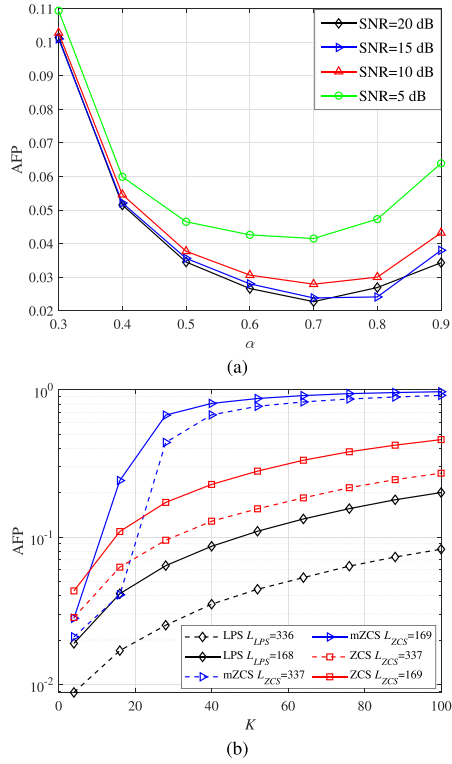 0.11
0.1
0.09
0.08
0.07
0.06
0.05
0.04
0.03
0.02
AFP
SNR=20 dB
SNR=15 dB
SNR=10 dB
SNR=5 dB
0.3 0.4 0.5 0.6 0.7 0.8 0.9
α
(a)
10^0
10^-1
10^-2
AFP
LPS L_LPS=336 mZCS L_ZCS=169
LPS L_LPS=168 ZCS L_ZCS=337
mZCS L_ZCS=337 ZCS L_ZCS=169
0 20 40 60 80 100
K
(b)